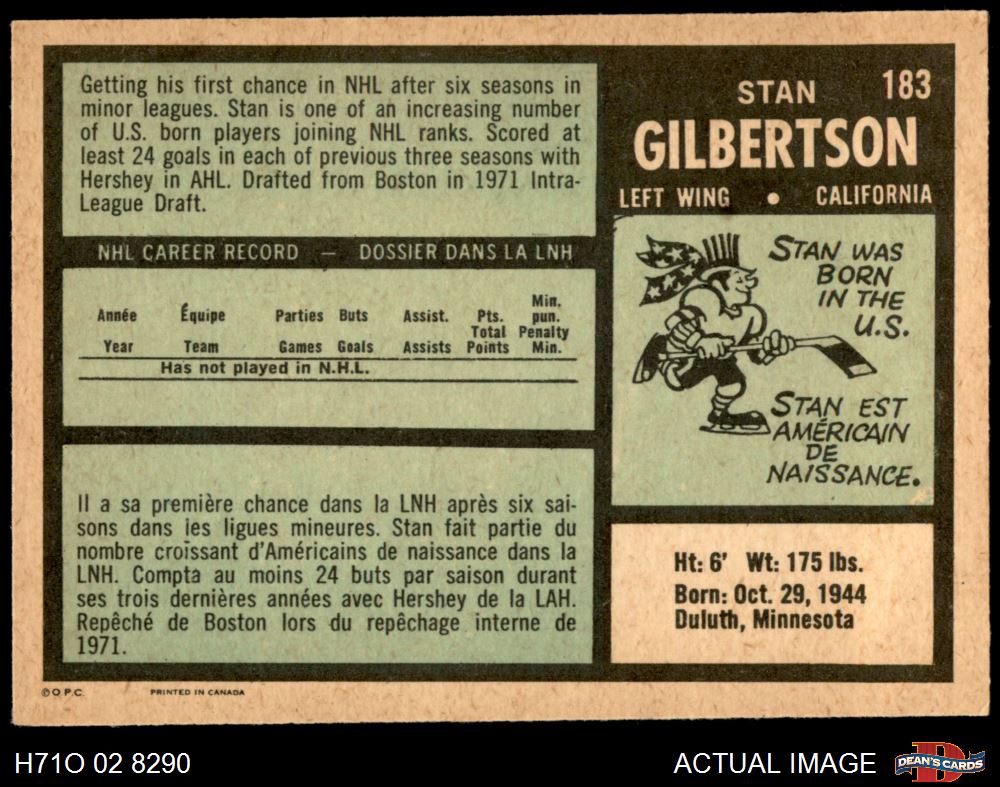 Getting his first chance in NHL after six seasons in
minor leagues. Stan is one of an increasing number
of U.S. born players joining NHL ranks. Scored at
least 24 goals in each of previous three seasons with
Hershey in AHL. Drafted from Boston in 1971 Intra-
League Draft.
NHL CAREER RECORD — DOSSIER DANS LA LNH
Année Équipe Parties Buts Assist. Pts. Total Points Min. pun. Penalty Min.
Year Team Games Goals Assists
Has not played in N.H.L.
Il a sa première chance dans la LNH après six sai-
sons dans les ligues mineures. Stan fait partie du
nombre croissant d'Américains de naissance dans la
LNH. Compta au moins 24 buts par saison durant
ses trois dernières années avec Hershey de la LAH.
Repêché de Boston lors du repêchage interne de
1971.
STAN 183
GILBERTSON
LEFT WING • CALIFORNIA
STAN WAS
BORN
IN THE
U.S.
STAN EST
AMÉRICAIN
DE
NAISSANCE.
Ht: 6' Wt: 175 lbs.
Born: Oct. 29, 1944
Duluth, Minnesota
©O.P.C. PRINTED IN CANADA
H71O 02 8290 ACTUAL IMAGE DEAN'S CARDS